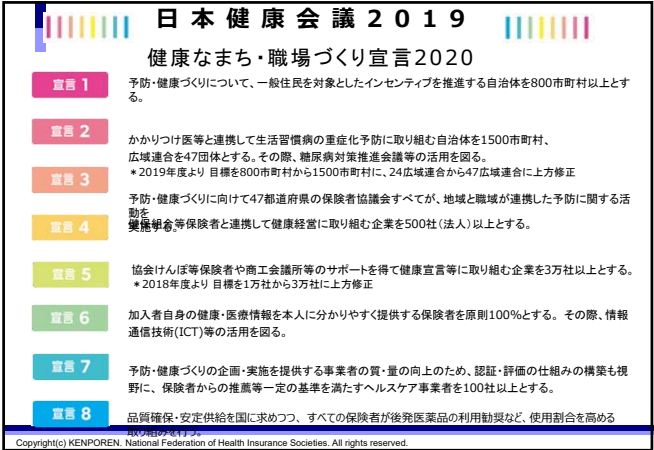 日本健康会議2019
健康なまち・職場づくり宣言2020
宣言 1
予防・健康づくりについて、一般住民を対象としたインセンティブを推進する自治体を800市町村以上とす
る。
宣言 2
かかりつけ医等と連携して生活習慣病の重症化予防に取り組む自治体を1500市町村、
広域連合を47団体とする。その際、糖尿病対策推進会議等の活用を図る。
＊2019年度より 目標を800市町村から1500市町村に、24広域連合から47広域連合に上方修正
宣言 3
予防・健康づくりに向けて47都道府県の保険者協議会すべてが、地域と職域が連携した予防に関する活
動を
実施する。
宣言 4
健保組合等保険者と連携して健康経営に取り組む企業を500社（法人）以上とする。
宣言 5
協会けんぽ等保険者や商工会議所等のサポートを得て健康宣言等に取り組む企業を3万社以上とする。
＊2018年度より 目標を1万社から3万社に上方修正
宣言 6
加入者自身の健康・医療情報を本人に分かりやすく提供する保険者を原則100％とする。その際、情報
通信技術(ICT)等の活用を図る。
宣言 7
予防・健康づくりの企画・実施を提供する事業者の質・量の向上のため、認証・評価の仕組みの構築も視
野に、保険者からの推薦等一定の基準を満たすヘルスケア事業者を100社以上とする。
宣言 8
品質確保・安定供給を国に求めつつ、すべての保険者が後発医薬品の利用勧奨など、使用割合を高める
取り組みを行う。
Copyright(c) KENPOREN. National Federation of Health Insurance Societies. All rights reserved.